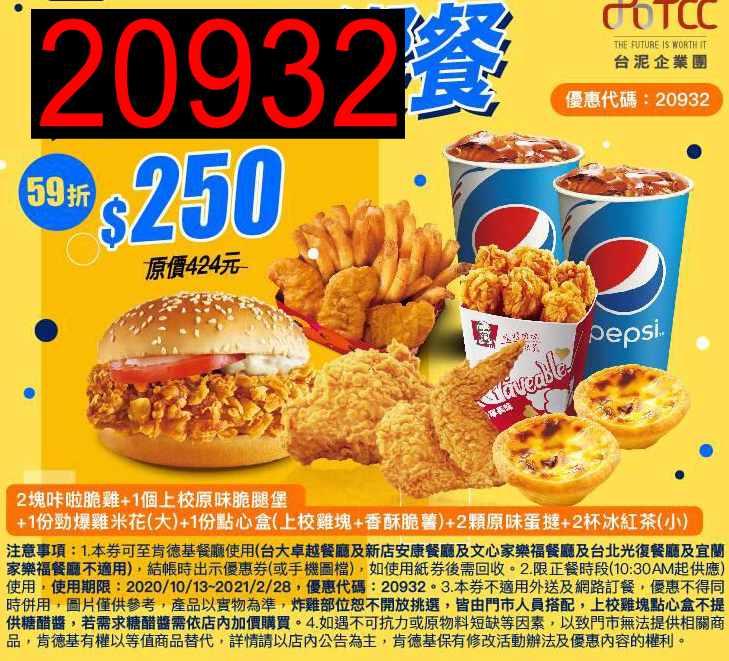 20932
餐
TCC
THE FUTURE IS WORTH IT
台泥企業團
優惠代碼：20932
59折
$250
原價424元
pepsi
2塊咔啦脆雞+1個上校原味脆腿堡
+1份勁爆雞米花(大)+1份點心盒(上校雞塊+香酥脆薯)+2顆原味蛋撻+2杯冰紅茶(小)
注意事項：1.本券可至肯德基餐廳使用(台大卓越餐廳及新店安康餐廳及文心家樂福餐廳及台北光復餐廳及宜蘭
家樂福餐廳不適用)，結帳時出示優惠券(或手機圖檔)，如使用紙券後需回收。2.限正餐時段(10:30AM起供應)
使用，使用期限：2020/10/13~2021/2/28，優惠代碼：20932。3.本券不適用外送及網路訂餐，優惠不得同
時併用，圖片僅供參考，產品以實物為準，炸雞部位恕不開放挑選，皆由門市人員搭配，上校雞塊點心盒不提
供糖醋醬，若需求糖醋醬需依店內加價購買。4.如遇不可抗力或原物料短缺等因素，以致門市無法提供相關商
品，肯德基有權以等值商品替代，詳情請以店內公告為主，肯德基保有修改活動辦法及優惠內容的權利。